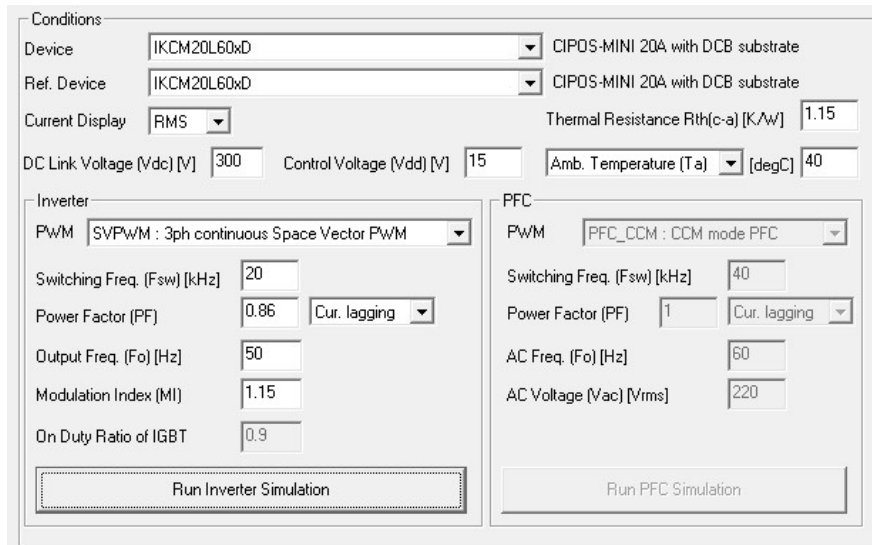 Conditions
Device IKCM20L60xD CIPOS-MINI 20A with DCB substrate
Ref. Device IKCM20L60xD CIPOS-MINI 20A with DCB substrate
Current Display RMS Thermal Resistance Rth(c-a) [K/W] 1.15
DC Link Voltage (Vdc) [V] 300 Control Voltage (Vdd) [V] 15 Amb. Temperature (Ta) [degC] 40
Inverter
PWM SVPWM : 3ph continuous Space Vector PWM
Switching Freq. (Fsw) [kHz] 20
Power Factor (PF) 0.86 Cur. lagging
Output Freq. (Fo) [Hz] 50
Modulation Index (MI) 1.15
On Duty Ratio of IGBT 0.9
Run Inverter Simulation
PFC
PWM PFC_CCM : CCM mode PFC
Switching Freq. (Fsw) [kHz] 40
Power Factor (PF) 1 Cur. lagging
AC Freq. (Fo) [Hz] 60
AC Voltage (Vac) [Vrms] 220
Run PFC Simulation